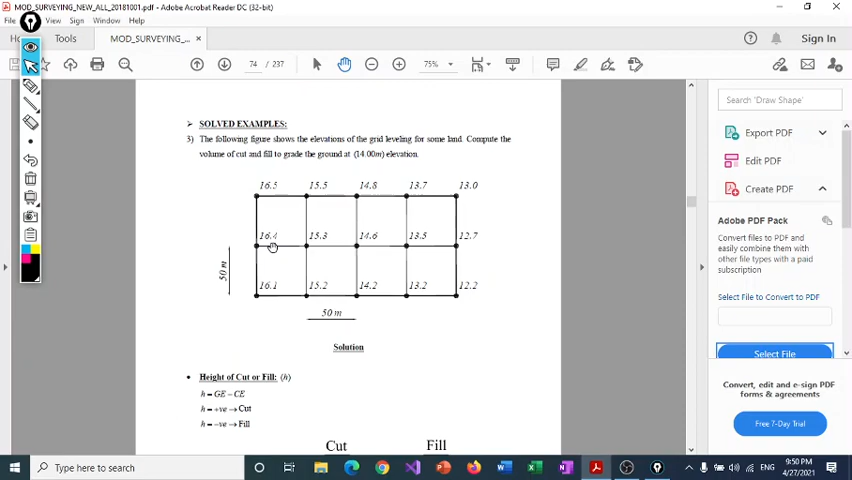 MOD_SURVEYING_NEW_ALL_20181001.pdf - Adobe Acrobat Reader DC (32-bit)
File View Sign Window Help
Tools MOD_SURVEYING_... × Sign In
74 / 237 75%
➤ SOLVED EXAMPLES:
3) The following figure shows the elevations of the grid leveling for some land. Compute the
volume of cut and fill to grade the ground at (14.00m) elevation.
16.5 15.5 14.8 13.7 13.0
16.4 15.3 14.6 13.5 12.7
50 m
16.1 15.2 14.2 13.2 12.2
50 m
Solution
• Height of Cut or Fill: (h)
h = GE − CE
h = +ve → Cut
h = −ve → Fill
Cut Fill
Search 'Draw Shape'
Export PDF
Edit PDF
Create PDF
Adobe PDF Pack
Convert files to PDF and
easily combine them with
other file types with a paid
subscription
Select File to Convert to PDF
Select File
Convert, edit and e-sign PDF
forms & agreements
Free 7-Day Trial
Type here to search
ENG
9:50 PM
4/27/2021